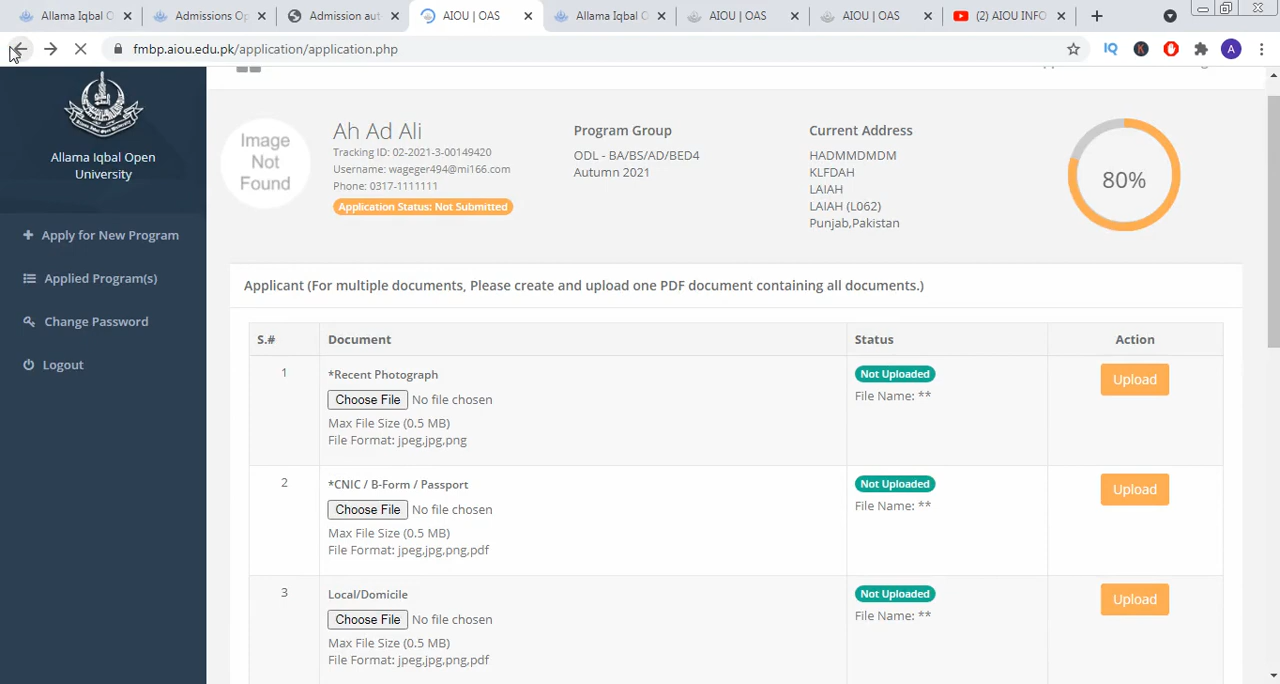 Allama Iqbal O
Admissions Op
Admission aut
AIOU | OAS
Allama Iqbal O
AIOU | OAS
AIOU | OAS
(2) AIOU INFO
fmbp.aiou.edu.pk/application/application.php
IQ
K
A
Allama Iqbal Open
University
Apply for New Program
Applied Program(s)
Change Password
Logout
Image
Not
Found
Ah Ad Ali
Tracking ID: 02-2021-3-00149420
Username: wageger494@mi166.com
Phone: 0317-1111111
Application Status: Not Submitted
Program Group
ODL - BA/BS/AD/BED4
Autumn 2021
Current Address
HADMMDMDM
KLFDAH
LAIAH
LAIAH (L062)
Punjab,Pakistan
80%
Applicant (For multiple documents, Please create and upload one PDF document containing all documents.)
S.# Document Status Action
1 *Recent Photograph Not Uploaded Upload
Choose File No file chosen File Name: **
Max File Size (0.5 MB)
File Format: jpeg,jpg,png
2 *CNIC / B-Form / Passport Not Uploaded Upload
Choose File No file chosen File Name: **
Max File Size (0.5 MB)
File Format: jpeg,jpg,png,pdf
3 Local/Domicile Not Uploaded Upload
Choose File No file chosen File Name: **
Max File Size (0.5 MB)
File Format: jpeg,jpg,png,pdf